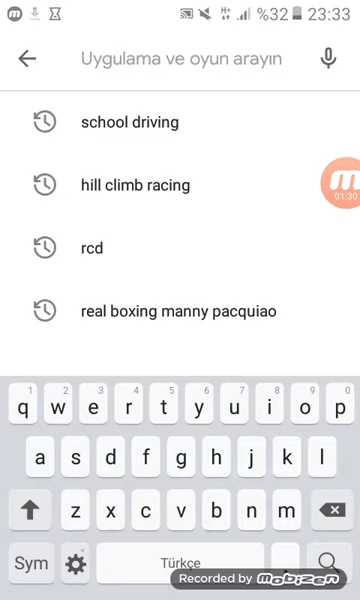 H+ %32 23:33
Uygulama ve oyun arayın
school driving
hill climb racing
01:30
rcd
real boxing manny pacquiao
1 2 3 4 5 6 7 8 9 0
q w e r t y u i o p
a s d f g h j k l
z x c v b n m
Sym Türkçe
Recorded by mobizen